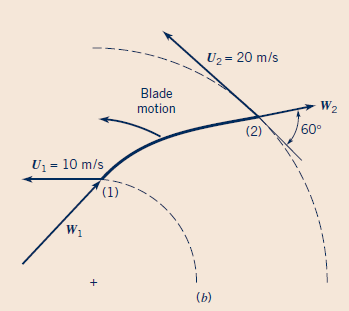 U₂ = 20 m/s
Blade
motion
W₂
(2)
60°
U₁ = 10 m/s
(1)
W₁
+
(b)